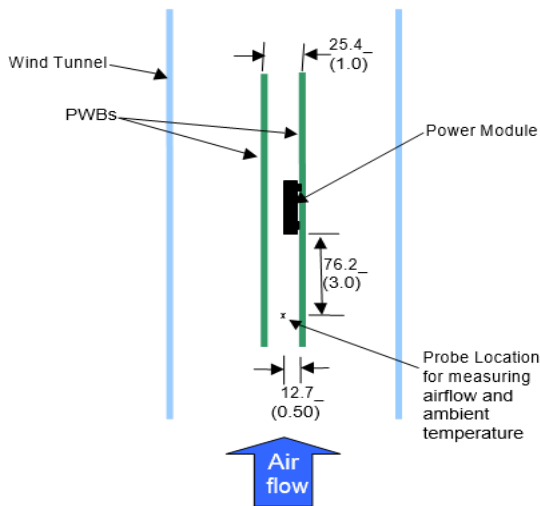 25.4_
(1.0)
Wind Tunnel
PWBs
Power Module
76.2_
(3.0)
x
Probe Location
for measuring
airflow and
ambient
temperature
12.7_
(0.50)
Air
flow